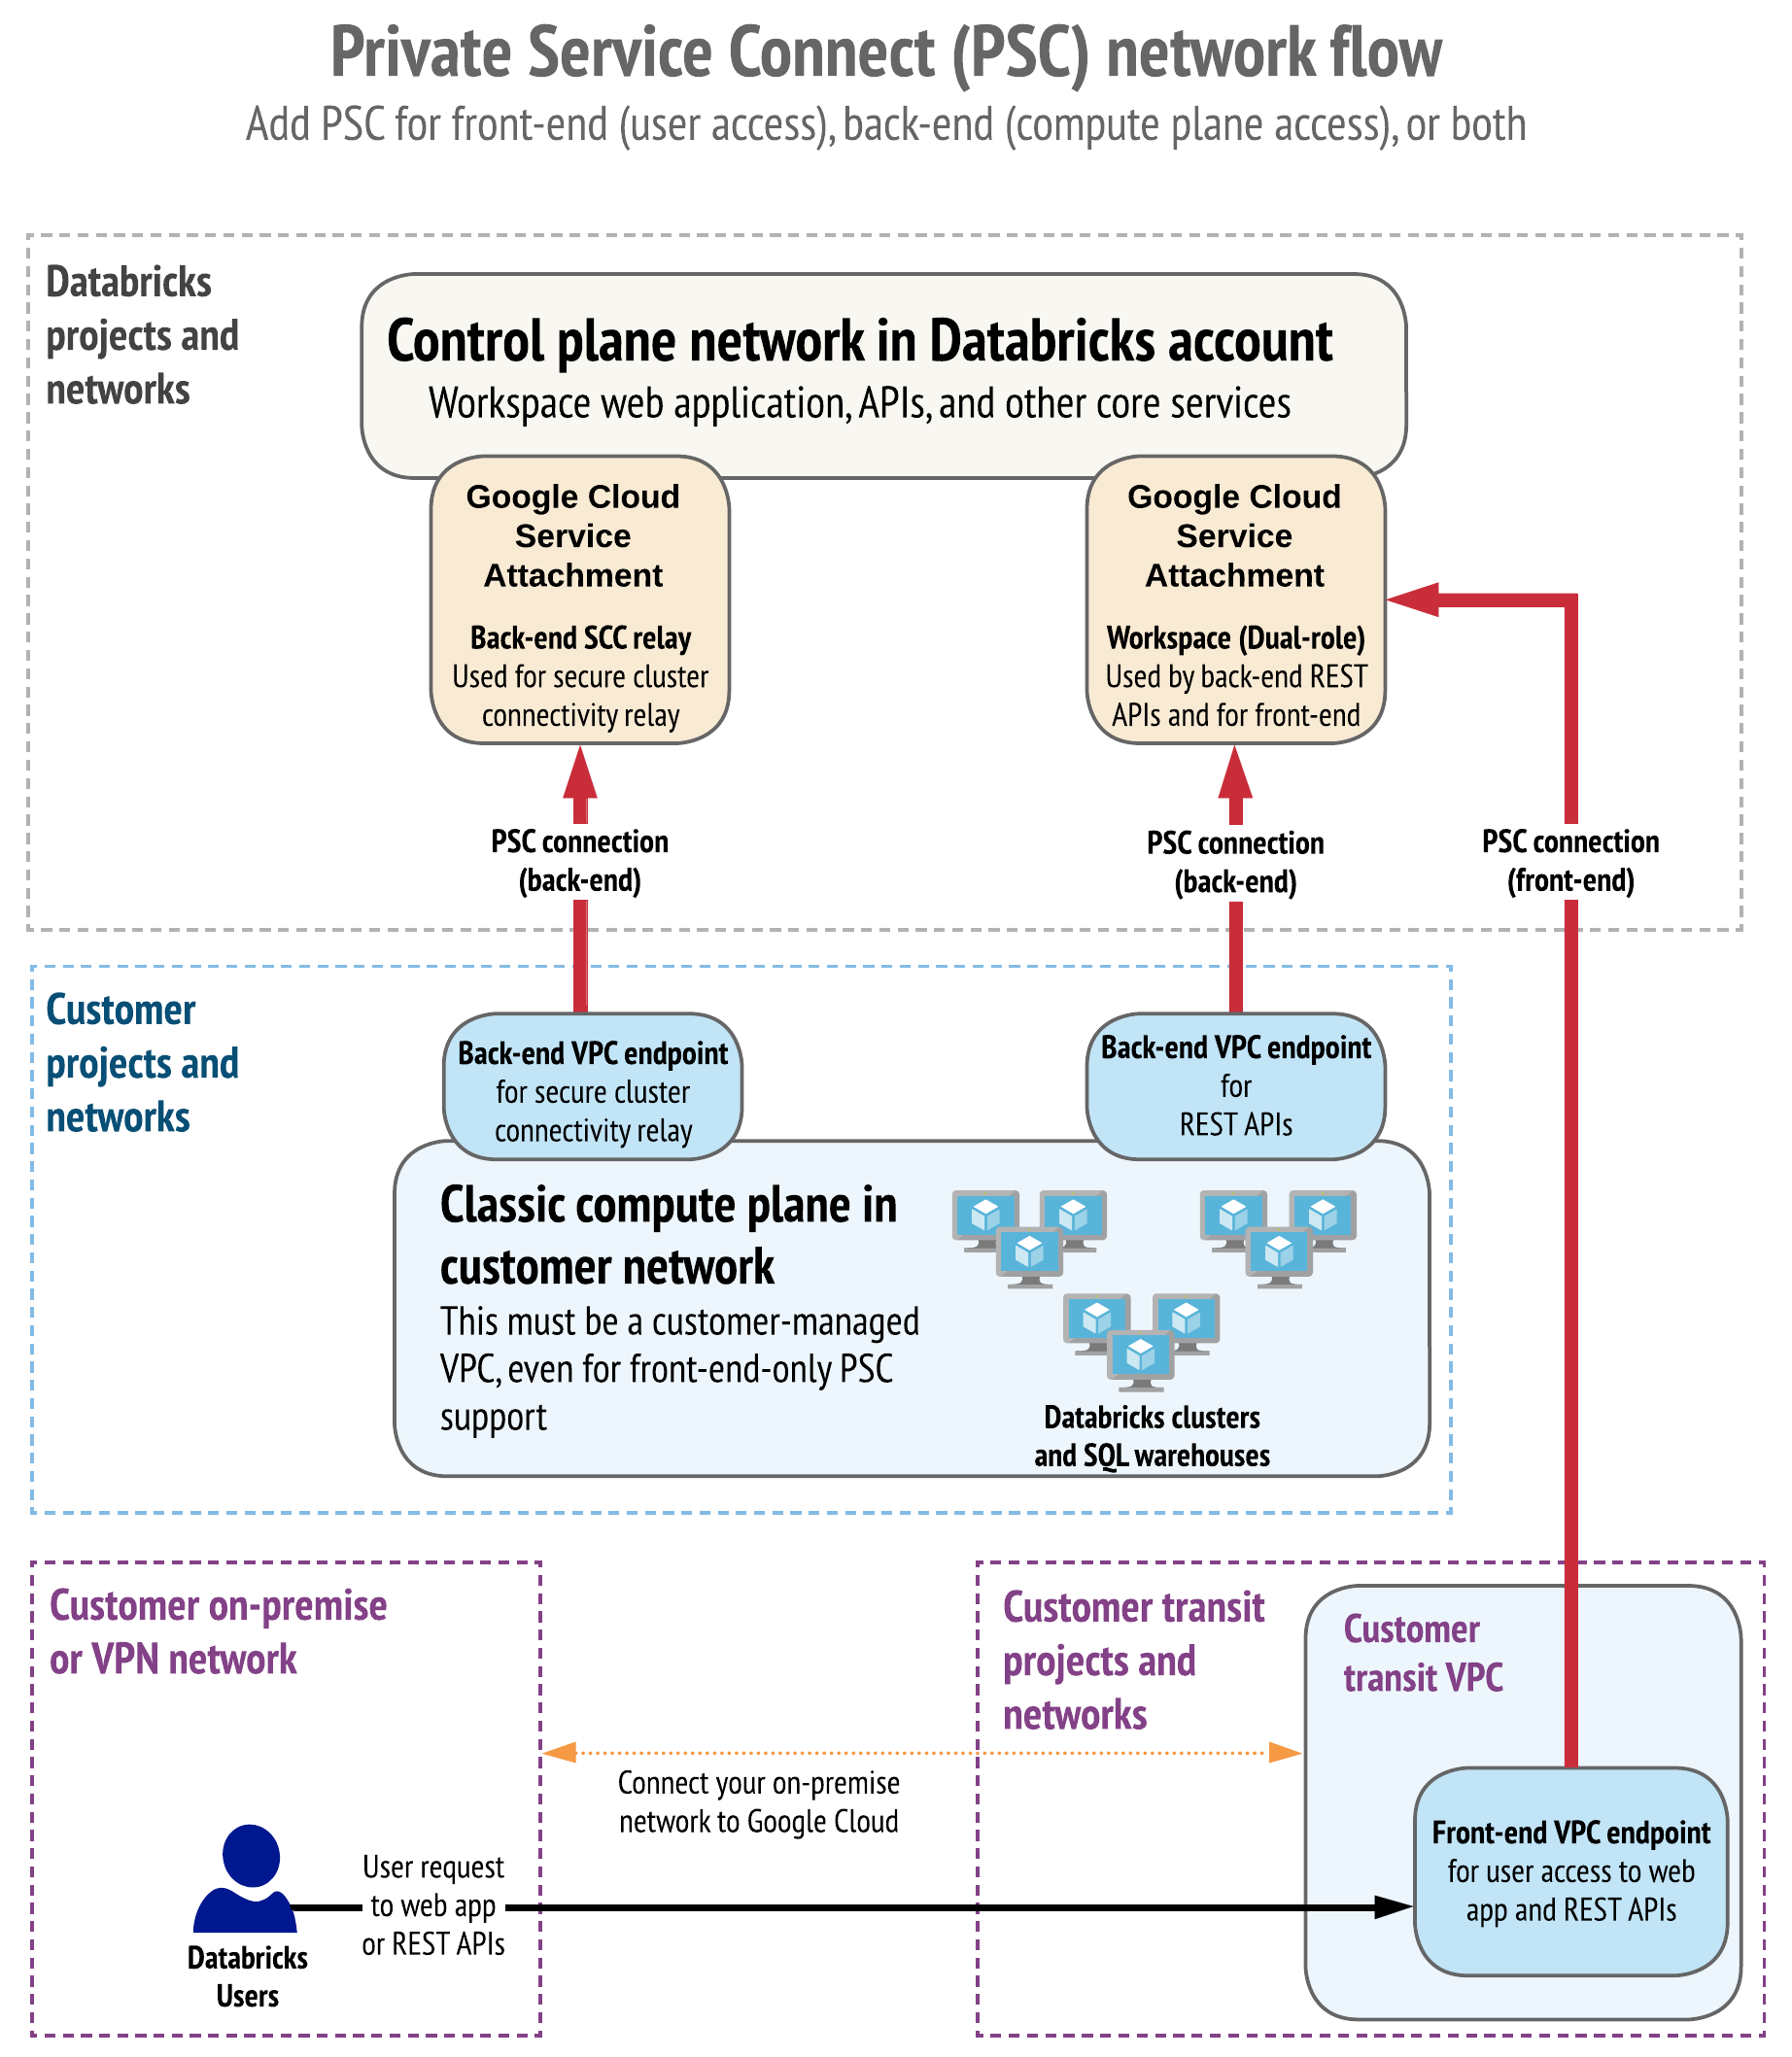 Private Service Connect (PSC) network flow
Add PSC for front-end (user access), back-end (compute plane access), or both
Databricks
projects and
networks
Control plane network in Databricks account
Workspace web application, APIs, and other core services
Google Cloud
Service
Attachment
Back-end SCC relay
Used for secure cluster
connectivity relay
Google Cloud
Service
Attachment
Workspace (Dual-role)
Used by back-end REST
APIs and for front-end
PSC connection
(back-end)
PSC connection
(back-end)
PSC connection
(front-end)
Customer
projects and
networks
Back-end VPC endpoint
for secure cluster
connectivity relay
Back-end VPC endpoint
for
REST APIs
Classic compute plane in
customer network
This must be a customer-managed
VPC, even for front-end-only PSC
support
Databricks clusters
and SQL warehouses
Customer on-premise
or VPN network
Customer transit
projects and
networks
Customer
transit VPC
Connect your on-premise
network to Google Cloud
Front-end VPC endpoint
for user access to web
app and REST APIs
User request
to web app
or REST APIs
Databricks
Users